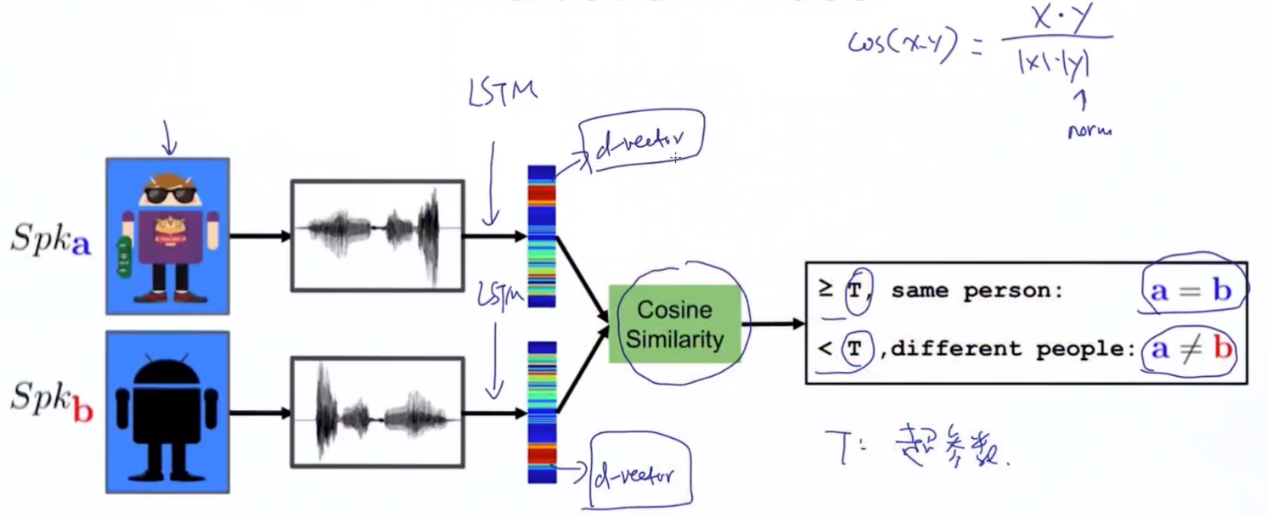 cos(x-y) = x·y / |x|·|y|
↑
norm
LSTM
d-vector
Spka
LSTM
Cosine
Similarity
≥ T, same person: a = b
< T ,different people: a ≠ b
Spkb
d-vector
T: 超参数.